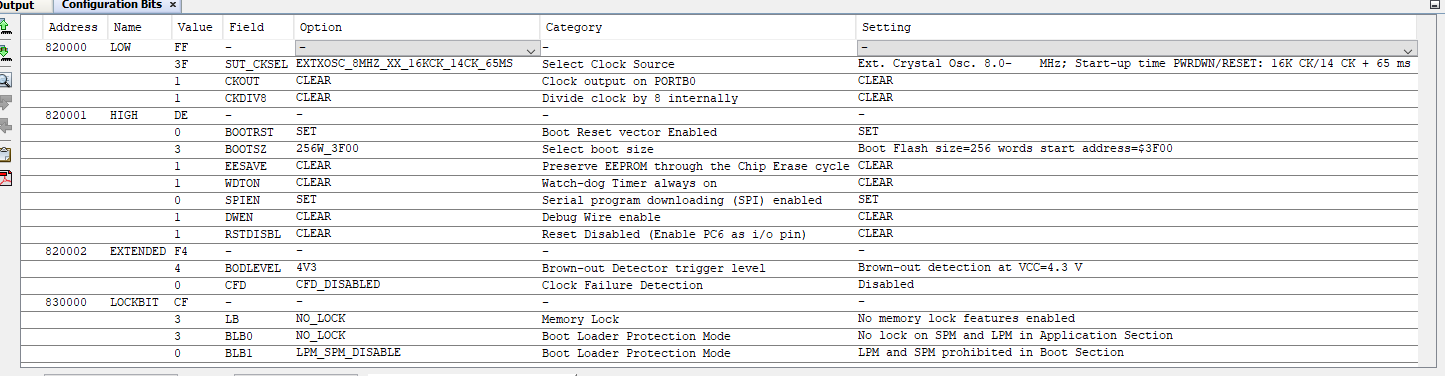 Output Configuration Bits ×
Address Name Value Field Option Category Setting
820000 LOW FF - - - -
3F SUT_CKSEL EXTXOSC_8MHZ_XX_16KCK_14CK_65MS Select Clock Source Ext. Crystal Osc. 8.0- MHz; Start-up time PWRDWN/RESET: 16K CK/14 CK + 65 ms
1 CKOUT CLEAR Clock output on PORTB0 CLEAR
1 CKDIV8 CLEAR Divide clock by 8 internally CLEAR
820001 HIGH DE - - - -
0 BOOTRST SET Boot Reset vector Enabled SET
3 BOOTSZ 256W_3F00 Select boot size Boot Flash size=256 words start address=$3F00
1 EESAVE CLEAR Preserve EEPROM through the Chip Erase cycle CLEAR
1 WDTON CLEAR Watch-dog Timer always on CLEAR
0 SPIEN SET Serial program downloading (SPI) enabled SET
1 DWEN CLEAR Debug Wire enable CLEAR
1 RSTDISBL CLEAR Reset Disabled (Enable PC6 as i/o pin) CLEAR
820002 EXTENDED F4 - - - -
4 BODLEVEL 4V3 Brown-out Detector trigger level Brown-out detection at VCC=4.3 V
0 CFD CFD_DISABLED Clock Failure Detection Disabled
830000 LOCKBIT CF - - - -
3 LB NO_LOCK Memory Lock No memory lock features enabled
3 BLB0 NO_LOCK Boot Loader Protection Mode No lock on SPM and LPM in Application Section
0 BLB1 LPM_SPM_DISABLE Boot Loader Protection Mode LPM and SPM prohibited in Boot Section